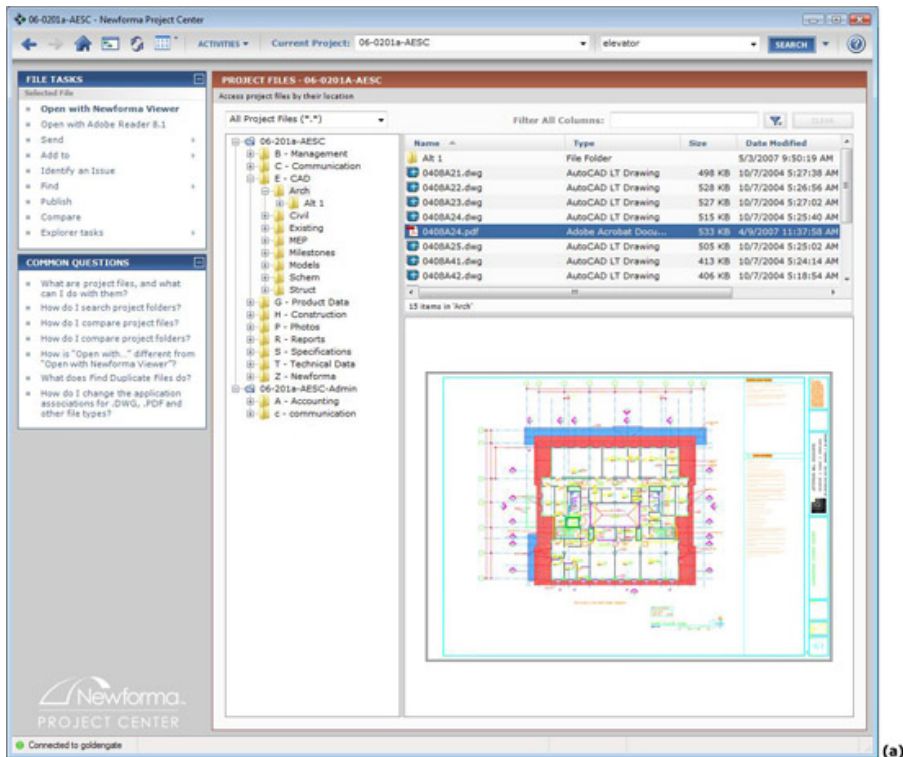 06-0201a-AESC - Newforma Project Center
ACTIVITIES Current Project: 06-0201a-AESC elevator SEARCH
FILE TASKS
Selected File
Open with Newforma Viewer
Open with Adobe Reader 8.1
Send
Add to
Identify an Issue
Find
Publish
Compare
Explorer tasks
COMMON QUESTIONS
What are project files, and what
can I do with them?
How do I search project folders?
How do I compare project files?
How do I compare project folders?
How is "Open with..." different from
"Open with Newforma Viewer"?
What does Find Duplicate Files do?
How do I change the application
associations for .DWG, .PDF and
other file types?
PROJECT FILES - 06-0201A-AESC
Access project files by their location
All Project Files (*.*)
Filter All Columns:
CLEAR
06-201a-AESC
B - Management
C - Communication
E - CAD
Arch
Alt 1
Civil
Existing
MEP
Milestones
Models
Schem
Struct
G - Product Data
H - Construction
P - Photos
R - Reports
S - Specifications
T - Technical Data
Z - Newforma
06-201a-AESC-Admin
A - Accounting
c - communication
Name Type Size Date Modified
Alt 1 File Folder 5/3/2007 9:50:19 AM
0408A21.dwg AutoCAD LT Drawing 498 KB 10/7/2004 5:27:38 AM
0408A22.dwg AutoCAD LT Drawing 528 KB 10/7/2004 5:26:56 AM
0408A23.dwg AutoCAD LT Drawing 527 KB 10/7/2004 5:27:02 AM
0408A24.dwg AutoCAD LT Drawing 515 KB 10/7/2004 5:25:40 AM
0408A24.pdf Adobe Acrobat Docu... 533 KB 4/9/2007 11:37:58 AM
0408A25.dwg AutoCAD LT Drawing 505 KB 10/7/2004 5:25:02 AM
0408A41.dwg AutoCAD LT Drawing 413 KB 10/7/2004 5:24:14 AM
0408A42.dwg AutoCAD LT Drawing 406 KB 10/7/2004 5:18:54 AM
15 items in 'Arch'
Newforma
PROJECT CENTER
Connected to goldengate
(a)